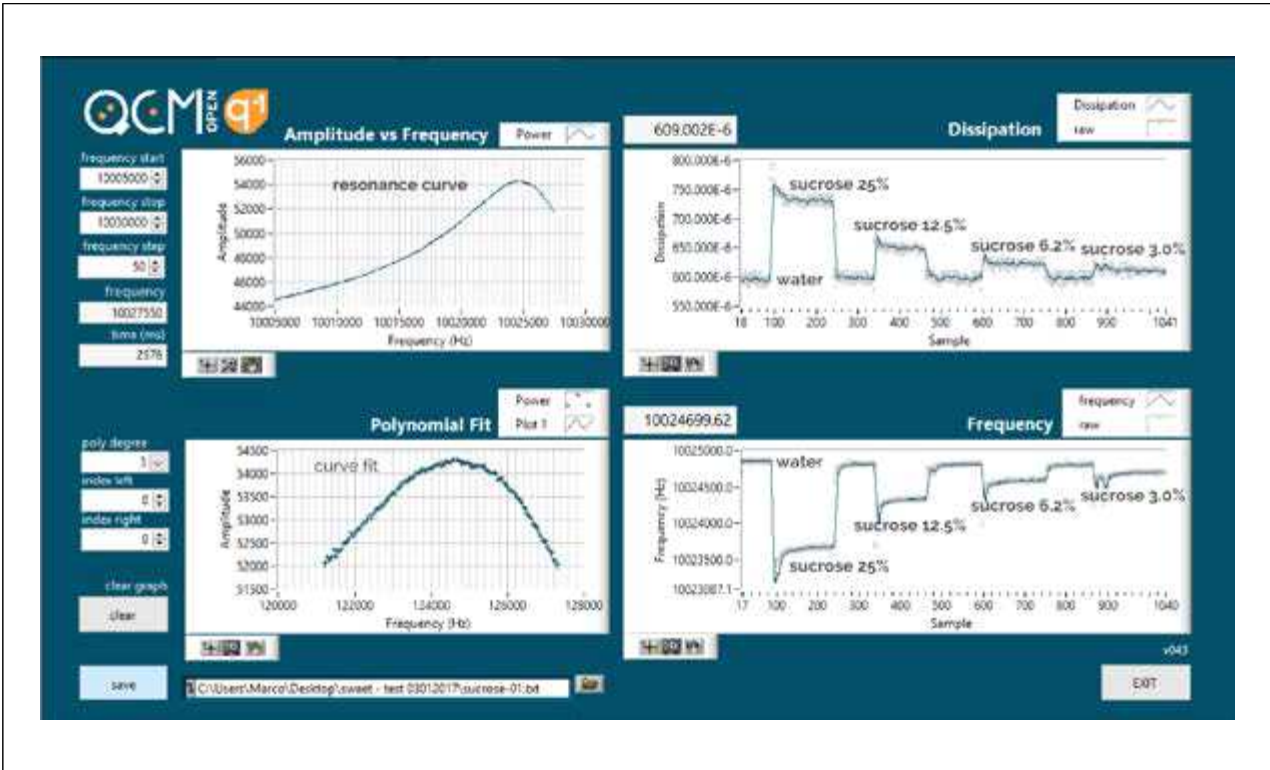 QCM OPEN q-1
Amplitude vs Frequency
Power
frequency start
10005000
frequency stop
10030000
frequency step
50
frequency
10027550
time (ms)
2576
56000
54000
52000
50000
48000
46000
44000
Amplitude
resonance curve
10005000 10010000 10015000 10020000 10025000 10030000
Frequency (Hz)
609.002E-6
Dissipation
Dissipation
raw
800.000E-6
750.000E-6
700.000E-6
650.000E-6
600.000E-6
550.000E-6
Dissipation
sucrose 25%
sucrose 12.5%
sucrose 6.2%
sucrose 3.0%
water
100 200 300 400 500 600 700 800 900 1041
Sample
Polynomial Fit
Power
Plot 1
poly degree
index left
0
index right
0
clear graph
clear
54500
54000
53500
53000
52500
52000
51500
Amplitude
curve fit
120000 122000 124000 126000 128000
Frequency (Hz)
10024699.62
Frequency
frequency
raw
10025000.0
10024500.0
10024000.0
10023500.0
Frequency (Hz)
water
sucrose 6.2%
sucrose 3.0%
sucrose 12.5%
sucrose 25%
17 100 200 300 400 500 600 700 800 900 1040
Sample
v043
save
C:\Users\Marco\Desktop\sweet - test 03012017\sucrose-01.txt
EXIT